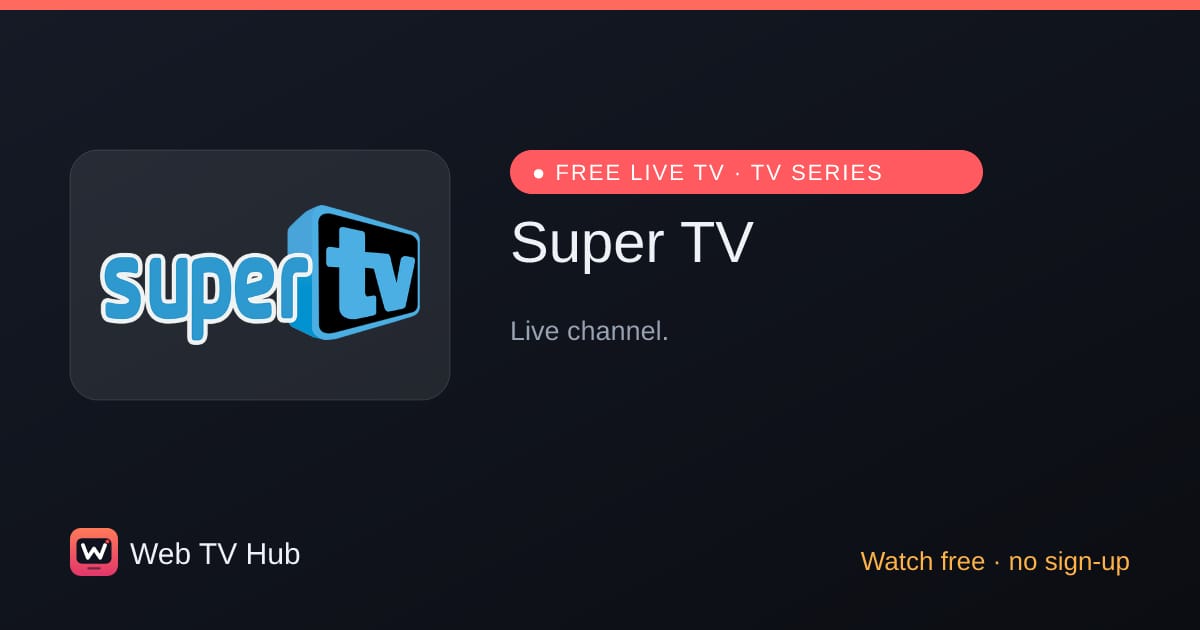 super tv
● FREE LIVE TV · TV SERIES
Super TV
Live channel.
W
Web TV Hub
Watch free · no sign-up